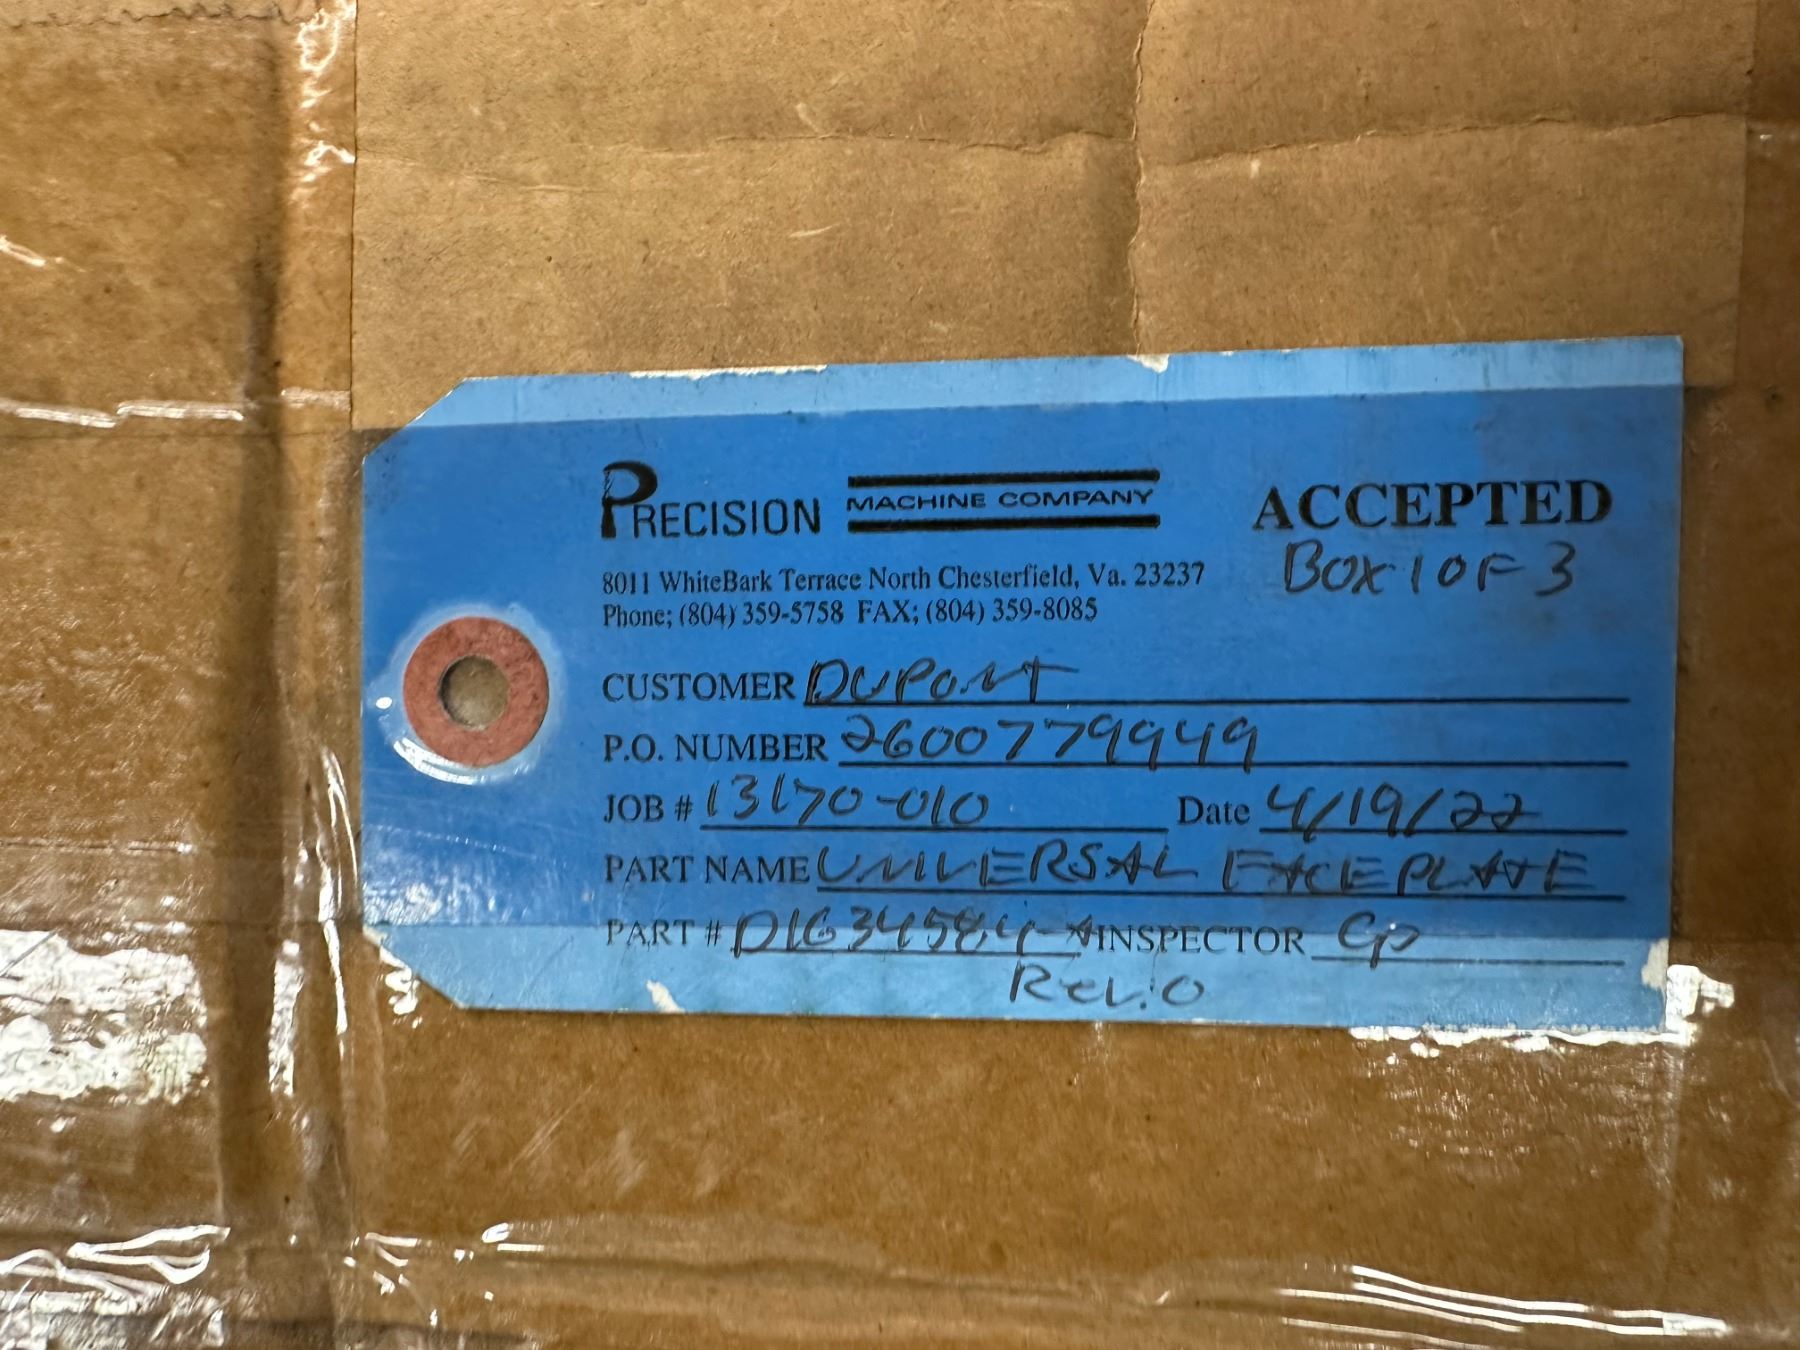 PRECISION MACHINE COMPANY
ACCEPTED
BOX 1 OF 3
8011 WhiteBark Terrace North Chesterfield, Va. 23237
Phone; (804) 359-5758 FAX; (804) 359-8085
CUSTOMER DUPONT
P.O. NUMBER 2600779949
JOB # 13170-010 Date 4/19/22
PART NAME UNIVERSAL FACEPLATE
PART # D1634584-A INSPECTOR CP
Rev. 0